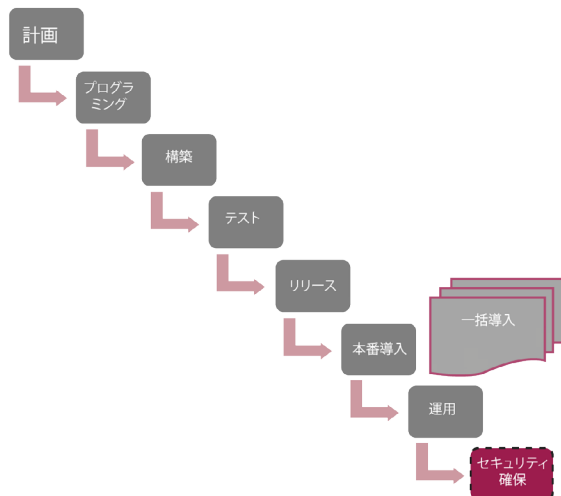 計画
プログラ
ミング
構築
テスト
リリース
一括導入
本番導入
運用
セキュリティ
確保